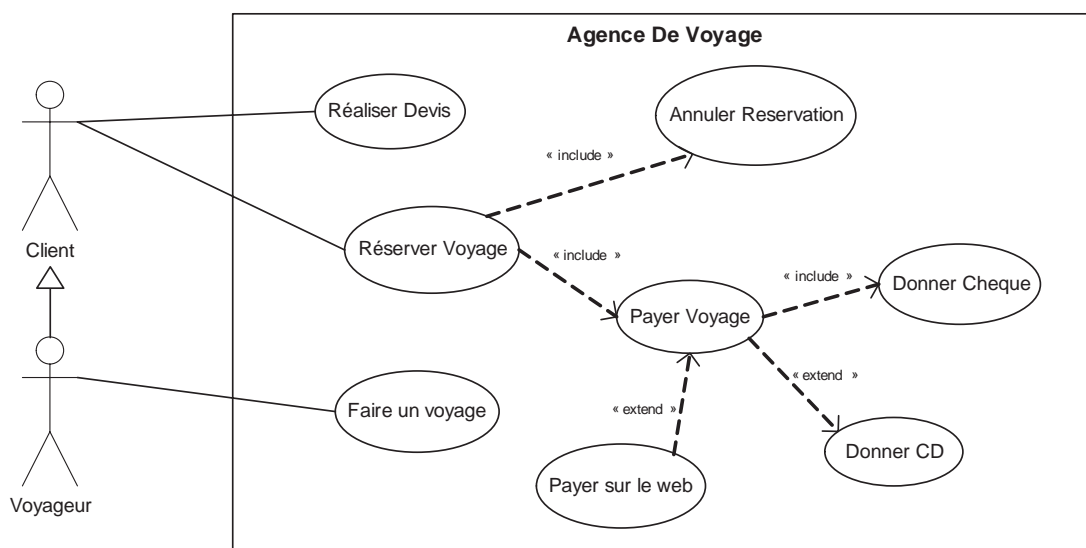 Agence De Voyage
Réaliser Devis
Annuler Reservation
« include »
Client
Réserver Voyage
« include »
« include »
Donner Cheque
Payer Voyage
« extend »
Faire un voyage
« extend »
Donner CD
Payer sur le web
Voyageur